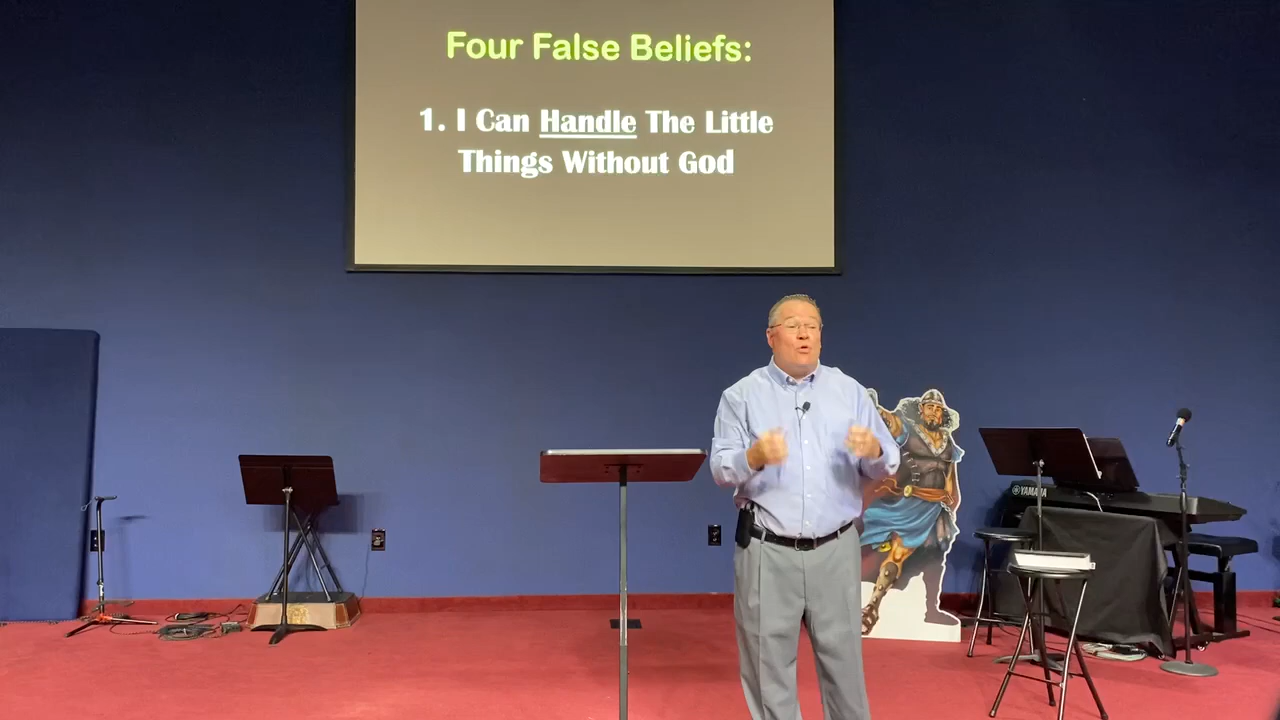 Four False Beliefs:
1. I Can Handle The Little
Things Without God
YAMAHA